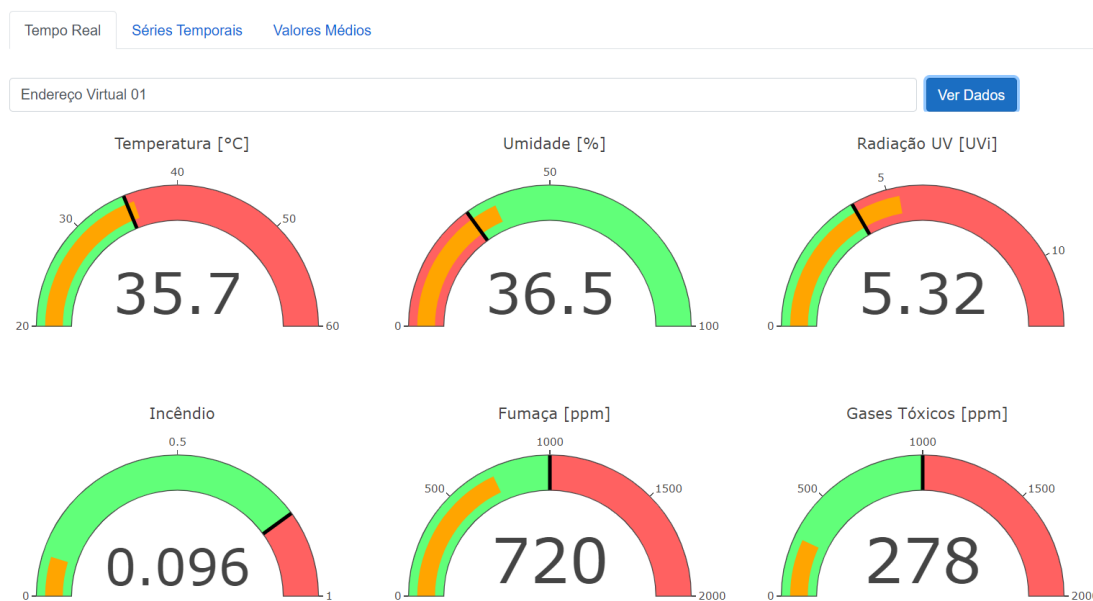 Tempo Real Séries Temporais Valores Médios
Endereço Virtual 01 Ver Dados
Temperatura [°C] Umidade [%] Radiação UV [UVi]
40 50 5
30 50 10
35.7 36.5 5.32
20 60 0 100 0
Incêndio Fumaça [ppm] Gases Tóxicos [ppm]
0.5 1000 1000
500 1500 500 1500
0.096 720 278
0 1 0 2000 0 2000